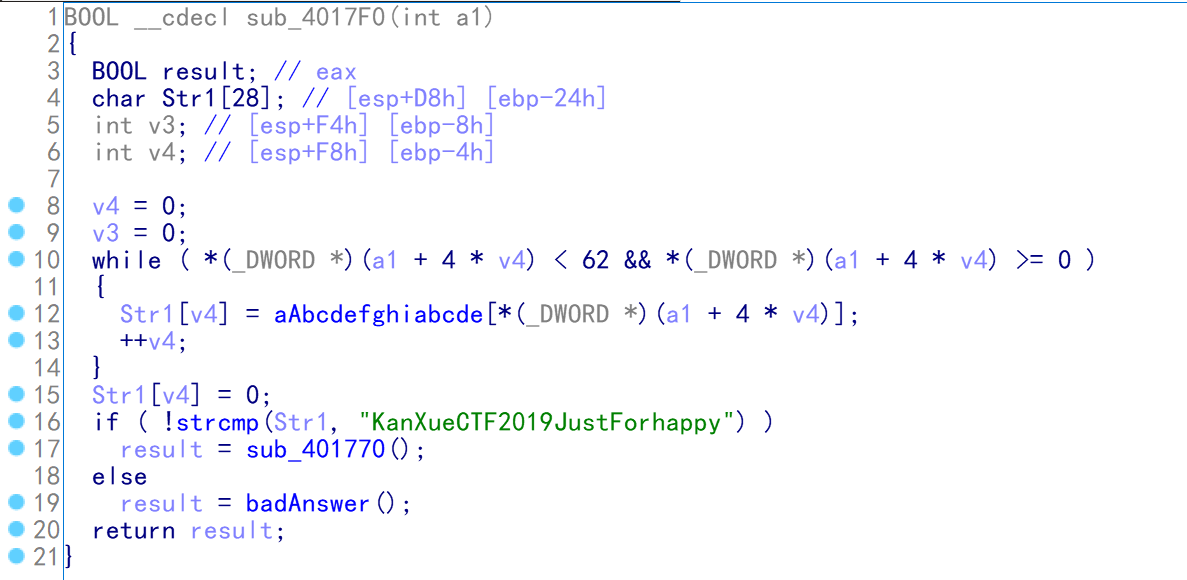 1 BOOL __cdecl sub_4017F0(int a1)
2 {
3 BOOL result; // eax
4 char Str1[28]; // [esp+D8h] [ebp-24h]
5 int v3; // [esp+F4h] [ebp-8h]
6 int v4; // [esp+F8h] [ebp-4h]
7
8 v4 = 0;
9 v3 = 0;
10 while ( *(_DWORD *)(a1 + 4 * v4) < 62 && *(_DWORD *)(a1 + 4 * v4) >= 0 )
11 {
12 Str1[v4] = aAbcdefghiabcde[*(_DWORD *)(a1 + 4 * v4)];
13 ++v4;
14 }
15 Str1[v4] = 0;
16 if ( !strcmp(Str1, "KanXueCTF2019JustForhappy") )
17 result = sub_401770();
18 else
19 result = badAnswer();
20 return result;
21 }